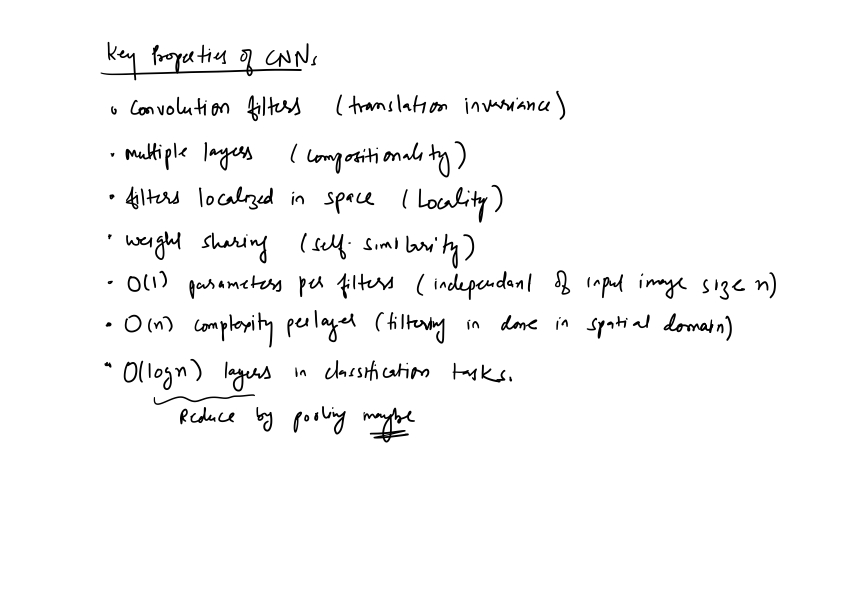 Key Properties of CNNs
• Convolution filters (translation invariance)
• multiple layers (compositionality)
• filters localized in space (Locality)
• weight sharing (self-similarity)
• O(1) parameters per filters (independant of input image size n)
• O(n) complexity per layer (filtering in done in spatial domain)
• O(log n) layers in classification tasks.
Reduce by pooling maybe